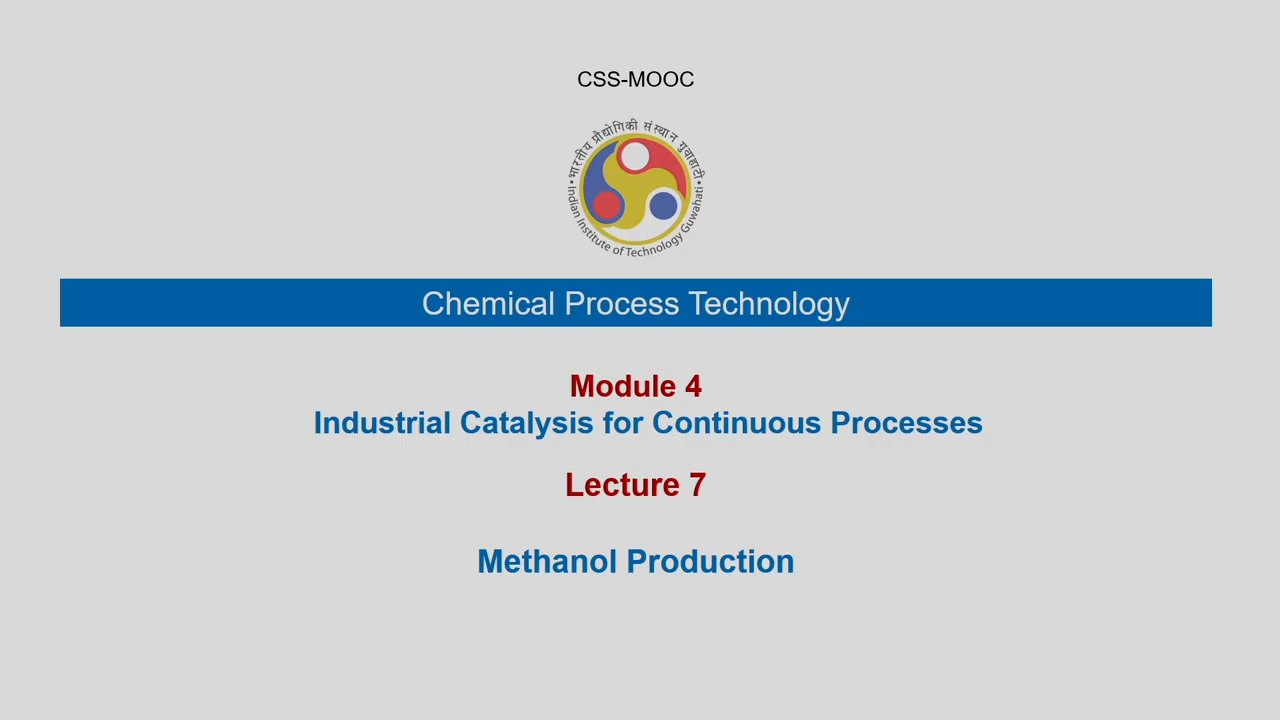 CSS-MOOC
भारतीय प्रौद्योगिकी संस्थान गुवाहाटी
Indian Institute of Technology Guwahati
Chemical Process Technology
Module 4
Industrial Catalysis for Continuous Processes
Lecture 7
Methanol Production